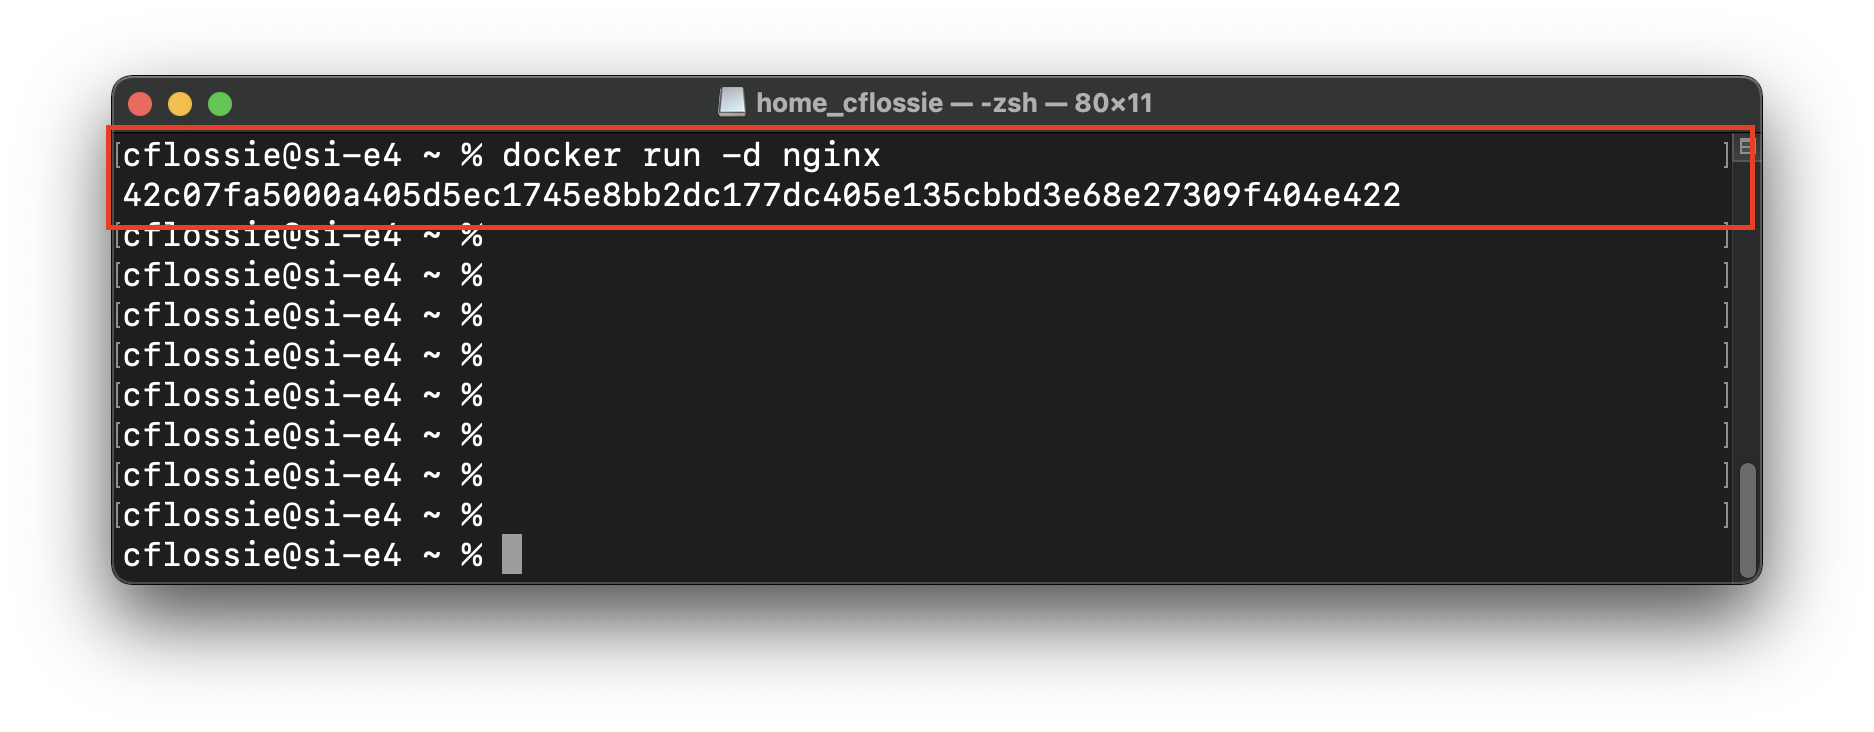 home_cflossie — -zsh — 80×11
cflossie@si-e4 ~ % docker run -d nginx
42c07fa5000a405d5ec1745e8bb2dc177dc405e135cbbd3e68e27309f404e422
cflossie@si-e4 ~ %
cflossie@si-e4 ~ %
cflossie@si-e4 ~ %
cflossie@si-e4 ~ %
cflossie@si-e4 ~ %
cflossie@si-e4 ~ %
cflossie@si-e4 ~ %
cflossie@si-e4 ~ %
cflossie@si-e4 ~ %